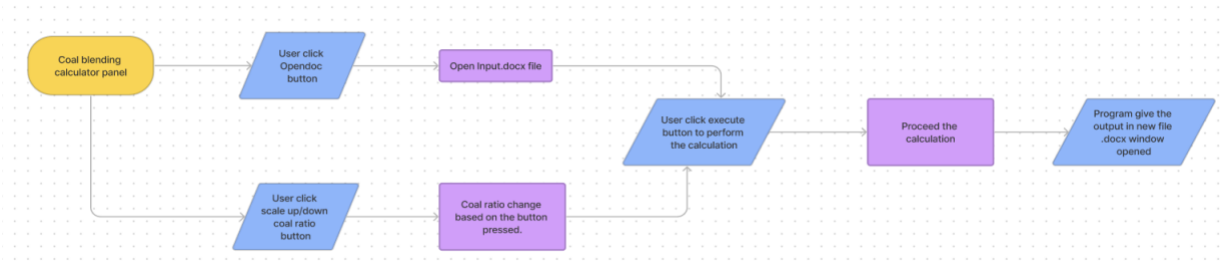 Coal blending
calculator panel
User click
Opendoc
button
Open Input.docx file
User click
scale up/down
coal ratio
button
Coal ratio change
based on the button
pressed.
User click execute
button to perform
the calculation
Proceed the
calculation
Program give the
output in new file
.docx window
opened